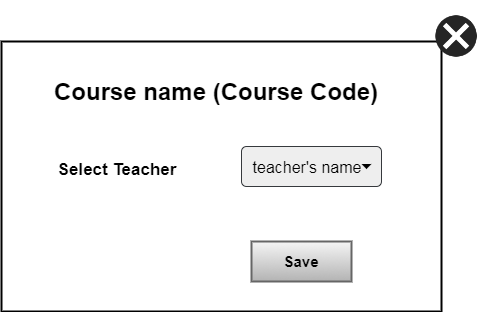 Course name (Course Code)
Select Teacher
teacher's name
Save